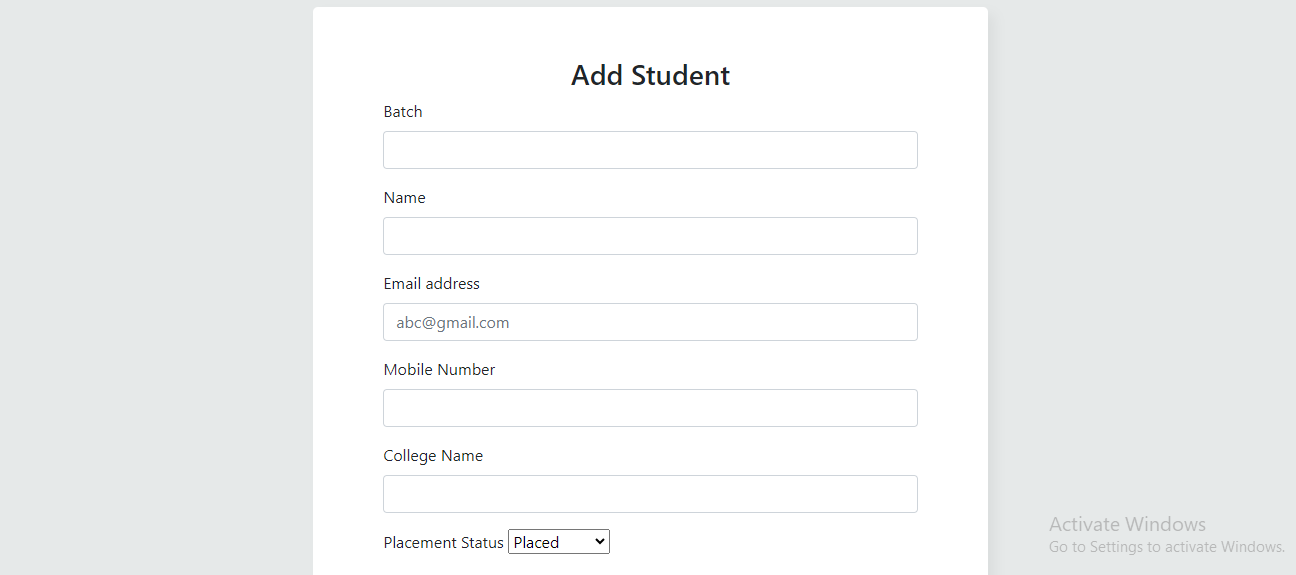 Add Student
Batch
Name
Email address
abc@gmail.com
Mobile Number
College Name
Placement Status Placed
Activate Windows
Go to Settings to activate Windows.